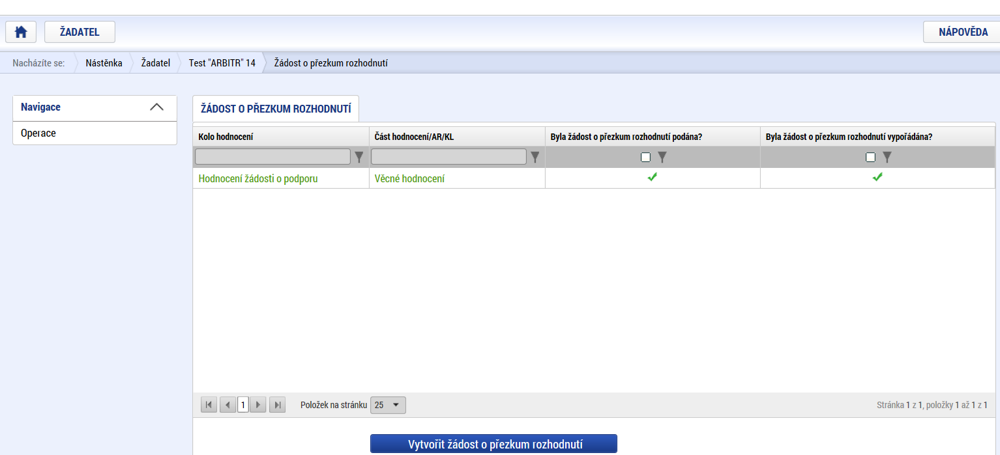 ŽADATEL
NÁPOVĚDA
Nacházíte se: Nástěnka Žadatel Test "ARBITR" 14 Žádost o přezkum rozhodnutí
Navigace
Operace
ŽÁDOST O PŘEZKUM ROZHODNUTÍ
Kolo hodnocení Část hodnocení/AR/KL Byla žádost o přezkum rozhodnutí podána? Byla žádost o přezkum rozhodnutí vypořádána?
Hodnocení žádosti o podporu Věcné hodnocení
1 Položek na stránku 25 Stránka 1 z 1, položky 1 až 1 z 1
Vytvořit žádost o přezkum rozhodnutí